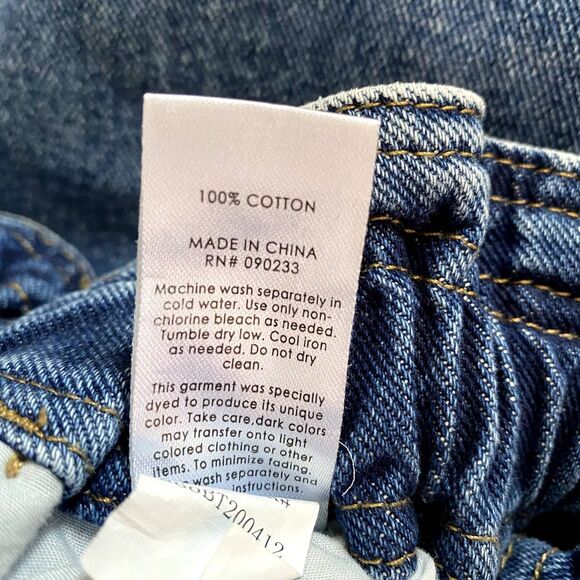 100% COTTON
MADE IN CHINA
RN# 090233
Machine wash separately in
cold water. Use only non-
chlorine bleach as needed.
Tumble dry low. Cool iron
as needed. Do not dry
clean.
This garment was specially
dyed to produce its unique
color. Take care,dark colors
may transfer onto light
colored clothing or other
items. To minimize fading,
wash separately and
instructions.
BT200412